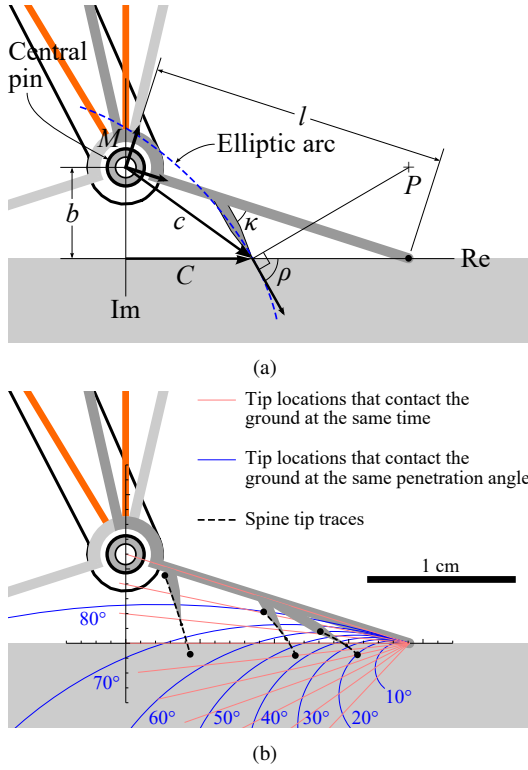 Central
pin
M
l
Elliptic arc
P
b
c
κ
C
ρ
Re
Im
(a)
Tip locations that contact the
ground at the same time
Tip locations that contact the
ground at the same penetration angle
Spine tip traces
1 cm
80°
70°
60°
50°
40°
30°
20°
10°
(b)